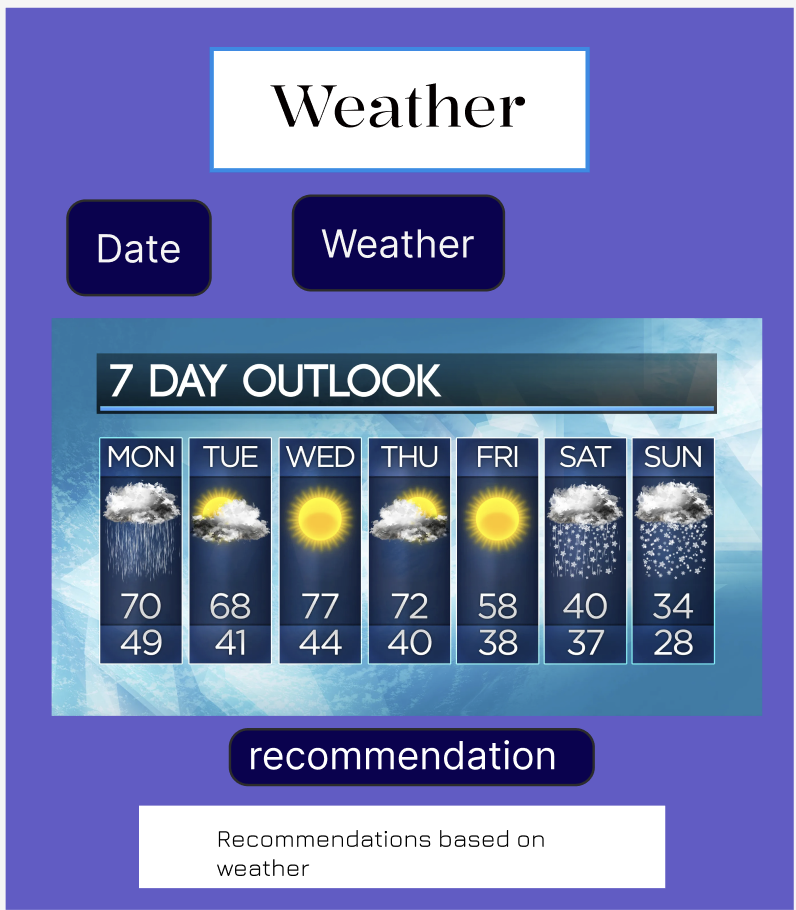 Weather
Date
Weather
7 DAY OUTLOOK
MON TUE WED THU FRI SAT SUN
70 68 77 72 58 40 34
49 41 44 40 38 37 28
recommendation
Recommendations based on
weather